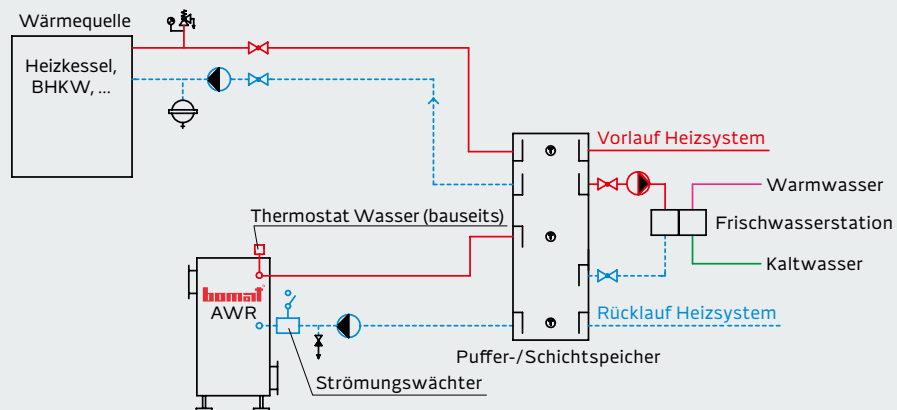 Wärmequelle
Heizkessel,
BHKW, ...
Vorlauf Heizsystem
Warmwasser
Thermostat Wasser (bauseits)
Frischwasserstation
Kaltwasser
bomat
AWR
Rücklauf Heizsystem
Puffer-/Schichtspeicher
Strömungswächter